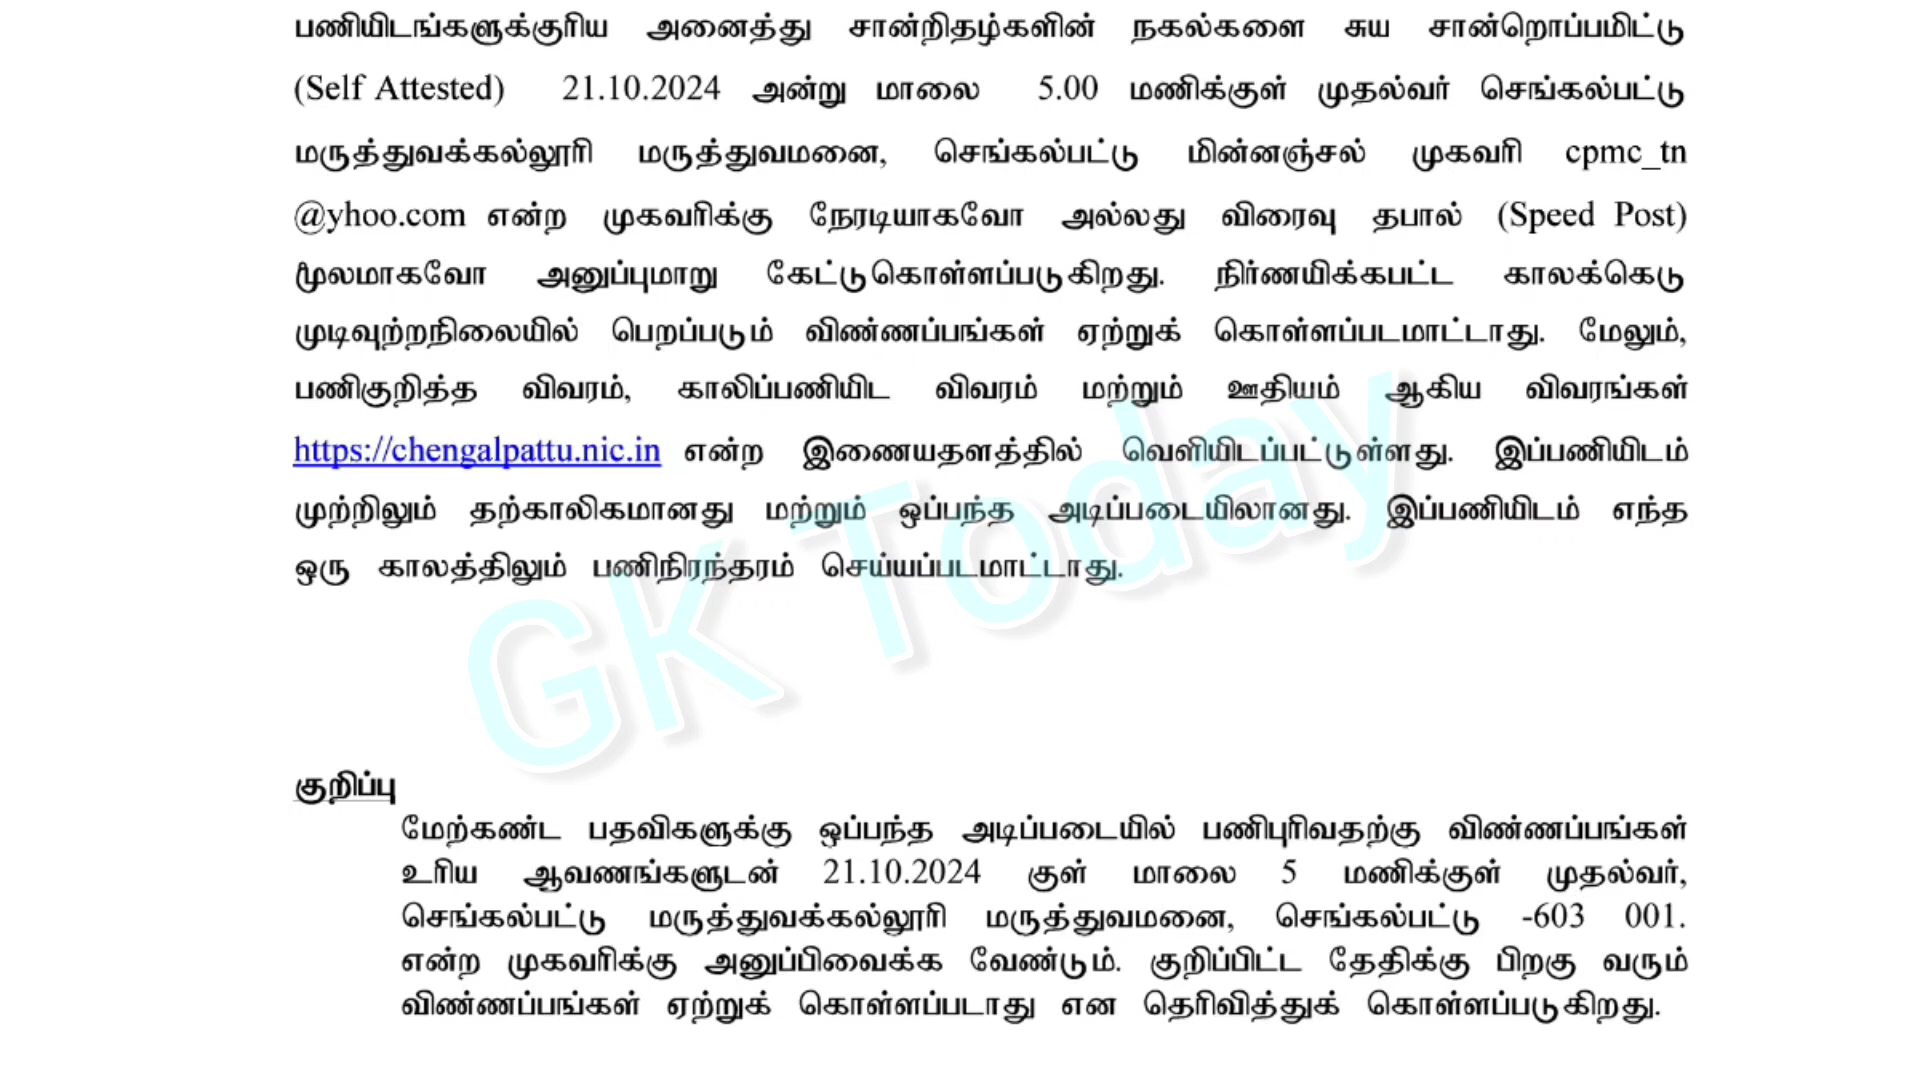 பணியிடங்களுக்குரிய அனைத்து சான்றிதழ்களின் நகல்களை சுய சான்றொப்பமிட்டு
(Self Attested) 21.10.2024 அன்று மாலை 5.00 மணிக்குள் முதல்வர் செங்கல்பட்டு
மருத்துவக்கல்லூரி மருத்துவமனை, செங்கல்பட்டு மின்னஞ்சல் முகவரி cpmc_tn
@yhoo.com என்ற முகவரிக்கு நேரடியாகவோ அல்லது விரைவு தபால் (Speed Post)
மூலமாகவோ அனுப்புமாறு கேட்டுகொள்ளப்படுகிறது. நிர்ணயிக்கபட்ட காலக்கெடு
முடிவுற்றநிலையில் பெறப்படும் விண்ணப்பங்கள் ஏற்றுக் கொள்ளப்படமாட்டாது. மேலும்,
பணிகுறித்த விவரம், காலிப்பணியிட விவரம் மற்றும் ஊதியம் ஆகிய விவரங்கள்
https://chengalpattu.nic.in என்ற இணையதளத்தில் வெளியிடப்பட்டுள்ளது. இப்பணியிடம்
முற்றிலும் தற்காலிகமானது மற்றும் ஒப்பந்த அடிப்படையிலானது. இப்பணியிடம் எந்த
ஒரு காலத்திலும் பணிநிரந்தரம் செய்யப்படமாட்டாது.
GK Today
குறிப்பு
மேற்கண்ட பதவிகளுக்கு ஒப்பந்த அடிப்படையில் பணிபுரிவதற்கு விண்ணப்பங்கள்
உரிய ஆவணங்களுடன் 21.10.2024 குள் மாலை 5 மணிக்குள் முதல்வர்,
செங்கல்பட்டு மருத்துவக்கல்லூரி மருத்துவமனை, செங்கல்பட்டு -603 001.
என்ற முகவரிக்கு அனுப்பிவைக்க வேண்டும். குறிப்பிட்ட தேதிக்கு பிறகு வரும்
விண்ணப்பங்கள் ஏற்றுக் கொள்ளப்படாது என தெரிவித்துக் கொள்ளப்படுகிறது.